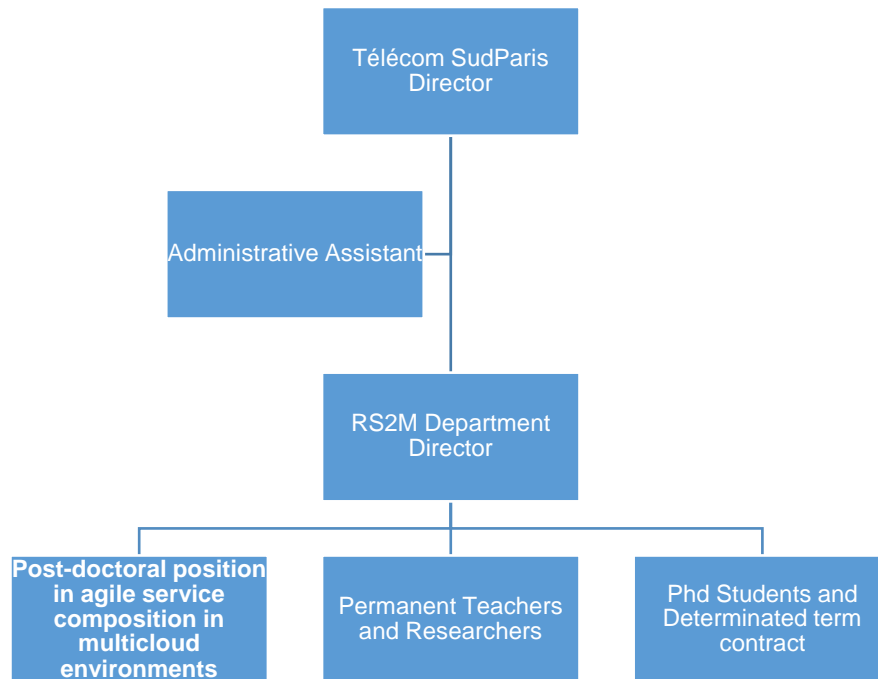 Télécom SudParis
Director
Administrative Assistant
RS2M Department
Director
Post-doctoral position
in agile service
composition in
multicloud
environments
Permanent Teachers
and Researchers
Phd Students and
Determinated term
contract